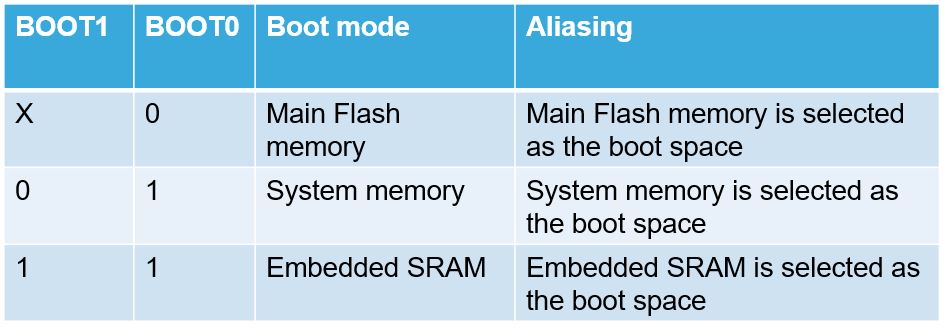 BOOT1 BOOT0 Boot mode Aliasing
X 0 Main Flash Main Flash memory is selected
memory as the boot space
0 1 System memory System memory is selected as
the boot space
1 1 Embedded SRAM Embedded SRAM is selected as
the boot space